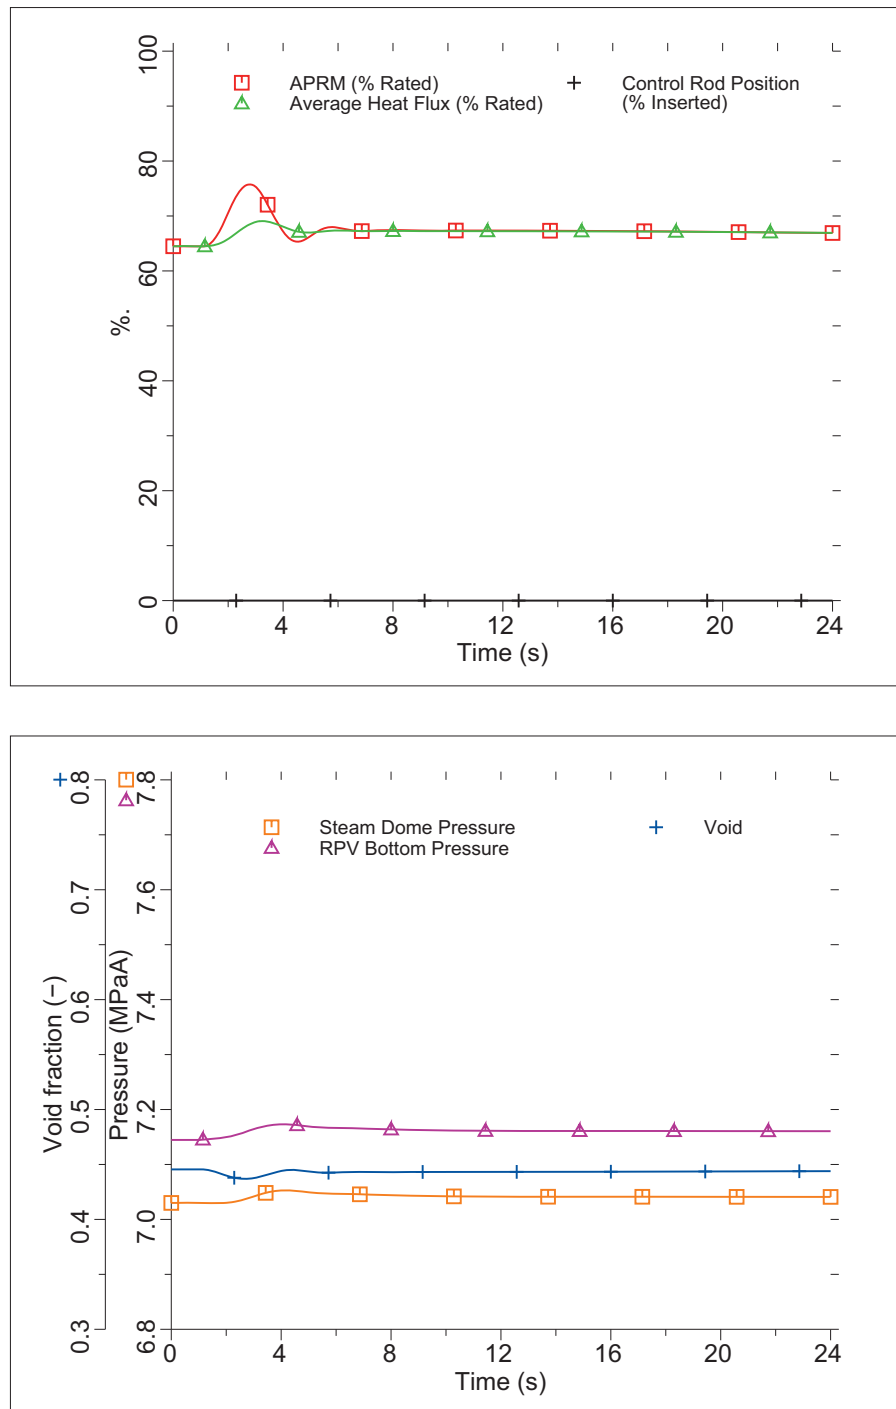 100
80
60
40
20
0
%.
APRM (% Rated)
Average Heat Flux (% Rated)
Control Rod Position
(% Inserted)
0 4 8 12 16 20 24
Time (s)
0.8
0.7
0.6
0.5
0.4
0.3
Void fraction (−)
7.8
7.6
7.4
7.2
7.0
6.8
Pressure (MPaA)
Steam Dome Pressure
RPV Bottom Pressure
Void
0 4 8 12 16 20 24
Time (s)